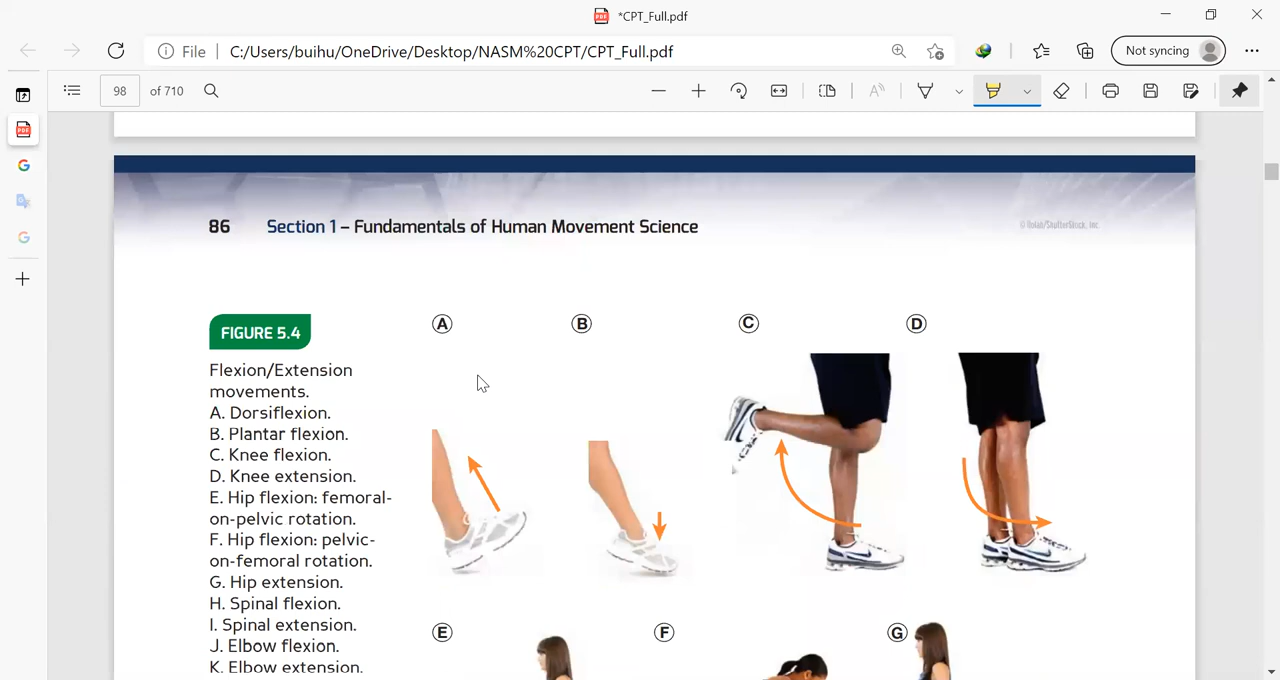 *CPT_Full.pdf
File | C:/Users/buihu/OneDrive/Desktop/NASM%20CPT/CPT_Full.pdf
Not syncing
98 of 710
86 Section 1 – Fundamentals of Human Movement Science
© Rolab/ShutterStock, Inc
FIGURE 5.4
A B C D
Flexion/Extension
movements.
A. Dorsiflexion.
B. Plantar flexion.
C. Knee flexion.
D. Knee extension.
E. Hip flexion: femoral-
on-pelvic rotation.
F. Hip flexion: pelvic-
on-femoral rotation.
G. Hip extension.
H. Spinal flexion.
I. Spinal extension.
J. Elbow flexion.
K. Elbow extension.
E F G